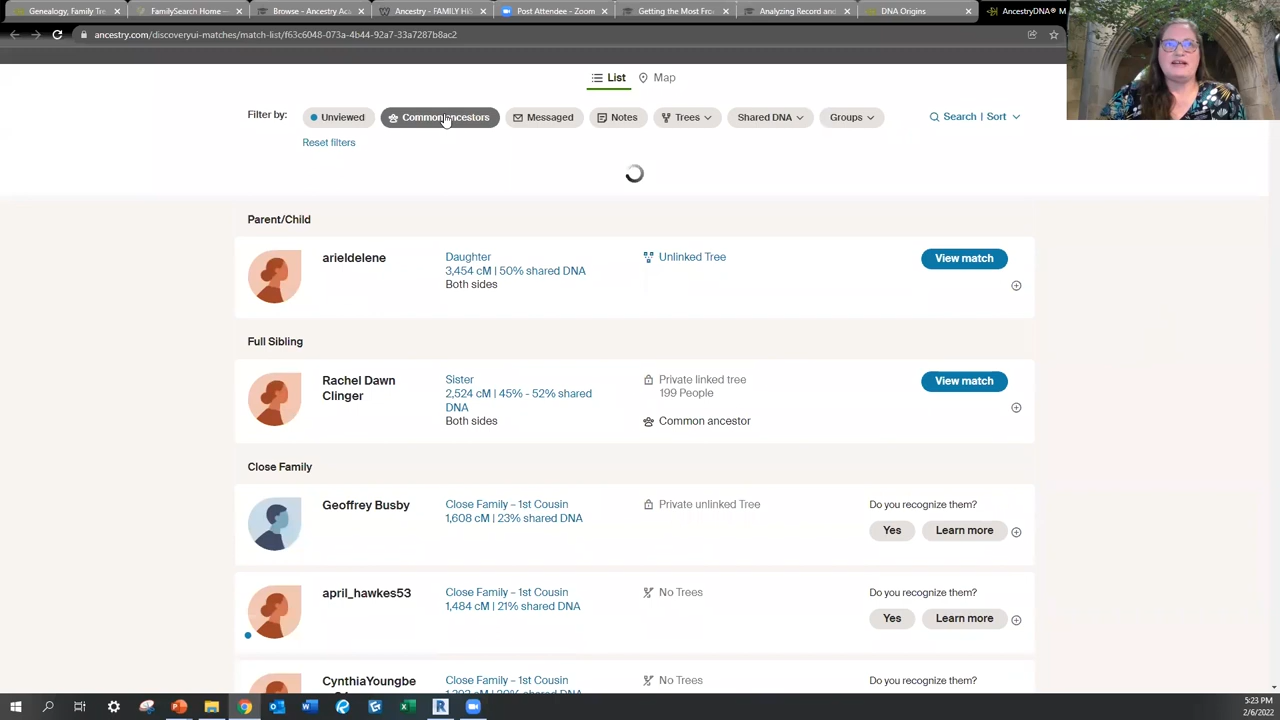 Genealogy, Family Tre
FamilySearch Home —
Browse - Ancestry Aca
Ancestry - FAMILY HIS
Post Attendee - Zoom
Getting the Most Fro
Analyzing Record and
DNA Origins
AncestryDNA® M
ancestry.com/discoveryui-matches/match-list/f63c6048-073a-4b44-92a7-33a7287b8ac2
List
Map
Filter by:
Unviewed
Common ancestors
Messaged
Notes
Trees
Shared DNA
Groups
Search | Sort
Reset filters
Parent/Child
arieldelene
Daughter
3,454 cM | 50% shared DNA
Both sides
Unlinked Tree
View match
Full Sibling
Rachel Dawn
Clinger
Sister
2,524 cM | 45% - 52% shared
DNA
Both sides
Private linked tree
199 People
Common ancestor
View match
Close Family
Geoffrey Busby
Close Family – 1st Cousin
1,608 cM | 23% shared DNA
Private unlinked Tree
Do you recognize them?
Yes
Learn more
april_hawkes53
Close Family – 1st Cousin
1,484 cM | 21% shared DNA
No Trees
Do you recognize them?
Yes
Learn more
CynthiaYoungbe
Close Family – 1st Cousin
No Trees
Do you recognize them?
5:23 PM
2/6/2022